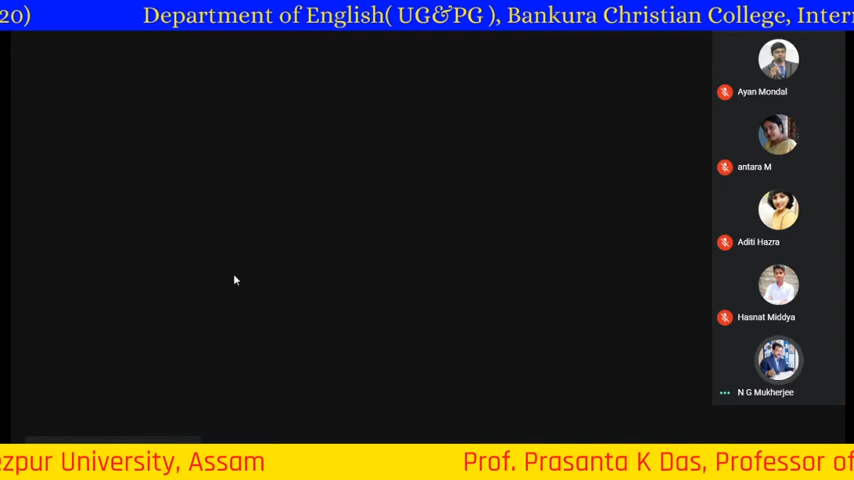 20) Department of English( UG&PG ), Bankura Christian College, Intern
Ayan Mondal
antara M
Aditi Hazra
Hasnat Middya
N G Mukherjee
ezpur University, Assam Prof. Prasanta K Das, Professor of